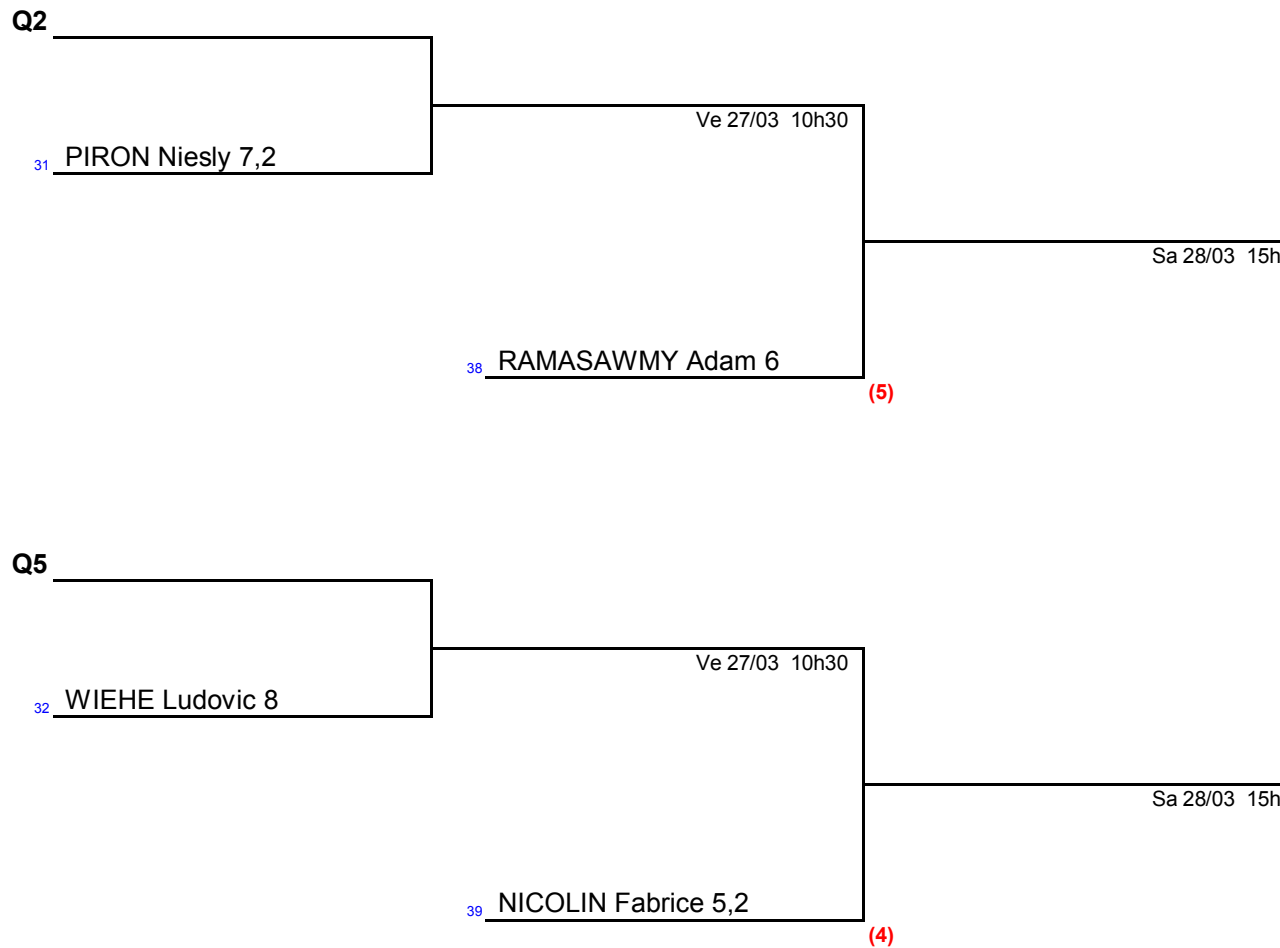 Q2
Ve 27/03 10h30
31 PIRON Niesly 7,2
Sa 28/03 15h
38 RAMASAWMY Adam 6
(5)
Q5
Ve 27/03 10h30
32 WIEHE Ludovic 8
Sa 28/03 15h
39 NICOLIN Fabrice 5,2
(4)